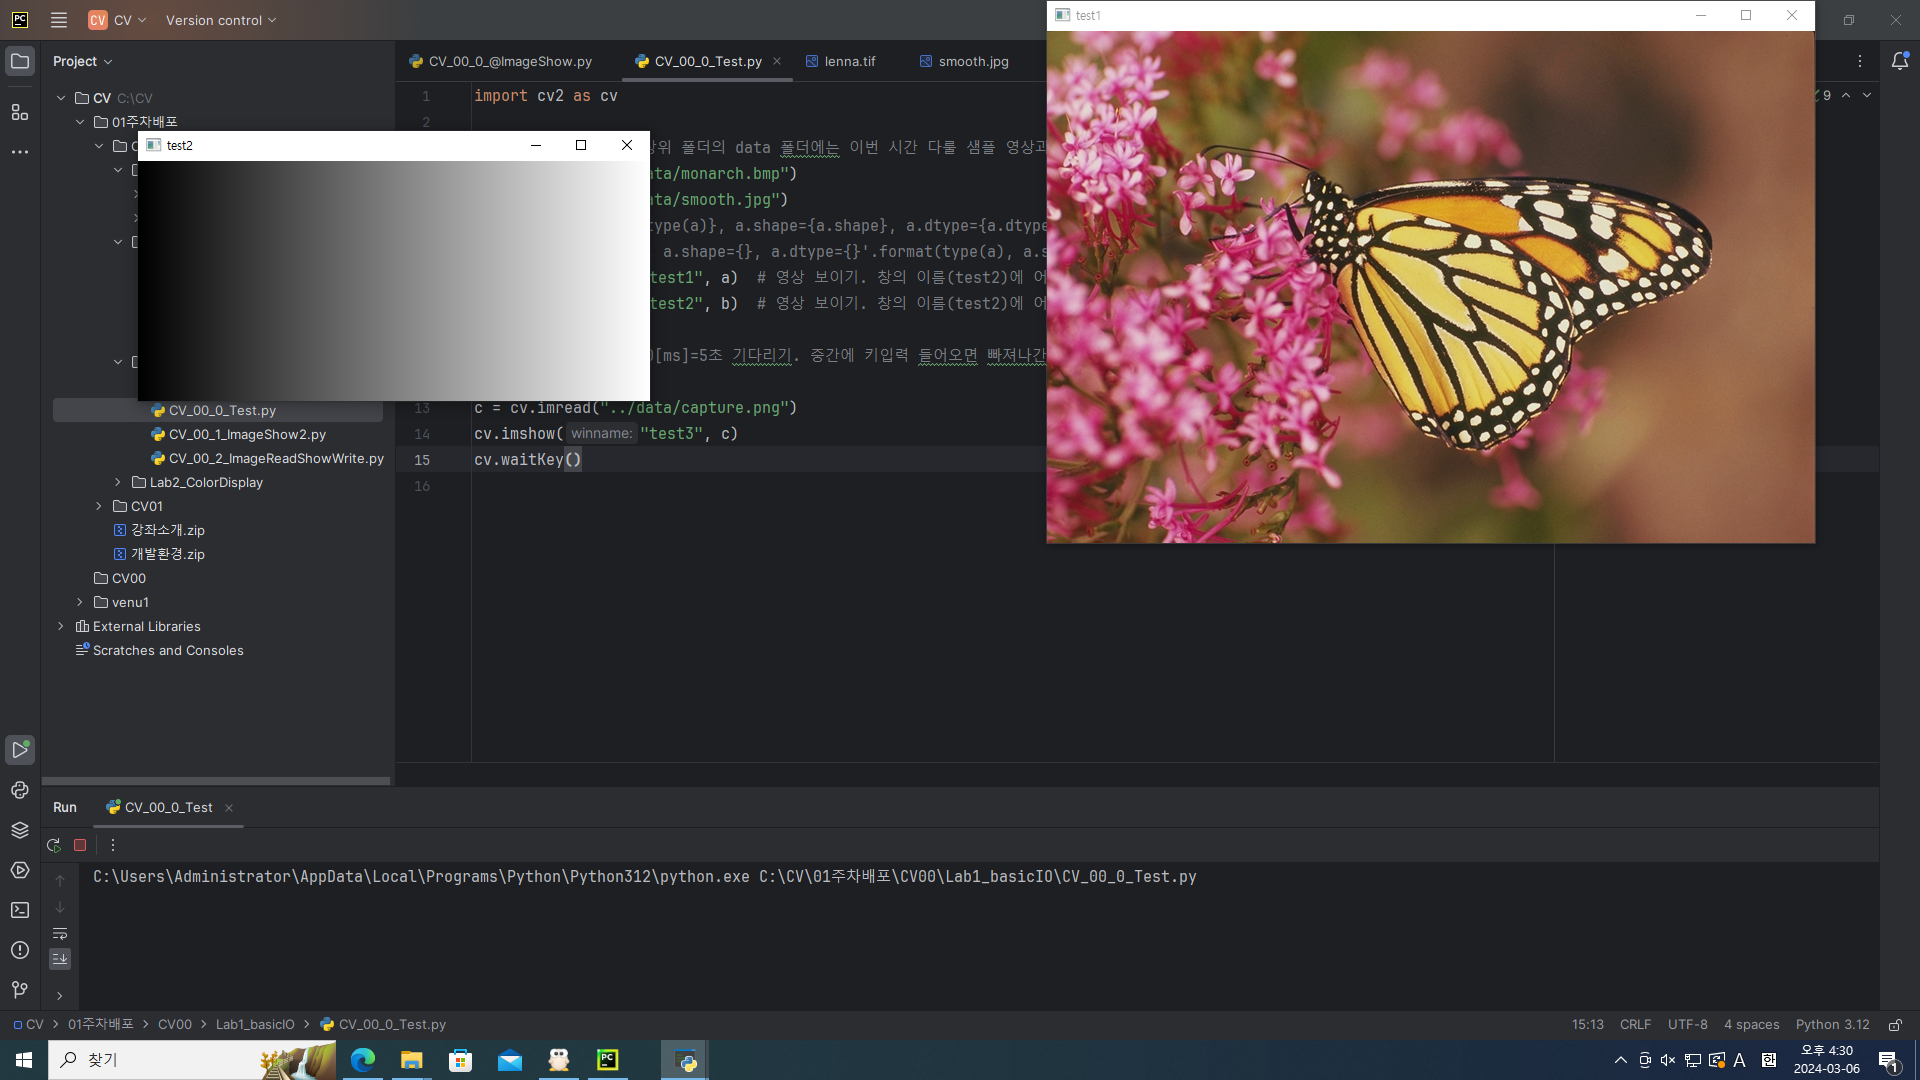 PC
CV
CV
Version control
test1
Project
CV_00_0_@ImageShow.py
CV_00_0_Test.py
lenna.tif
smooth.jpg
CV C:\CV
01주차배포
test2
1 import cv2 as cv
2
상위 폴더의 data 폴더에는 이번 시간 다룰 샘플
ata/monarch.bmp")
ata/smooth.jpg")
type(a)}, a.shape={a.shape}, a.dtype={a.dtype
a.shape={}, a.dtype={}'.format(type(a), a.s
test1", a) # 영상 보이기. 창의 이름(test2)에 어
test2", b) # 영상 보이기. 창의 이름(test2)에 어
0[ms]=5초 기다리기. 중간에 키입력 들어오면 빠져나간
9
13 c = cv.imread("../data/capture.png")
14 cv.imshow( winname: "test3", c)
15 cv.waitKey()
16
CV_00_0_Test.py
CV_00_1_ImageShow2.py
CV_00_2_ImageReadShowWrite.py
Lab2_ColorDisplay
CV01
강좌소개.zip
개발환경.zip
CV00
venu1
External Libraries
Scratches and Consoles
Run
CV_00_0_Test
C:\Users\Administrator\AppData\Local\Programs\Python\Python312\python.exe C:\CV\01주차배포\CV00\Lab1_basicIO\CV_00_0_Test.py
CV > 01주차배포 > CV00 > Lab1_basicIO > CV_00_0_Test.py
15:13 CRLF UTF-8 4 spaces Python 3.12
찾기
PC
A
오후 4:30
2024-03-06
1